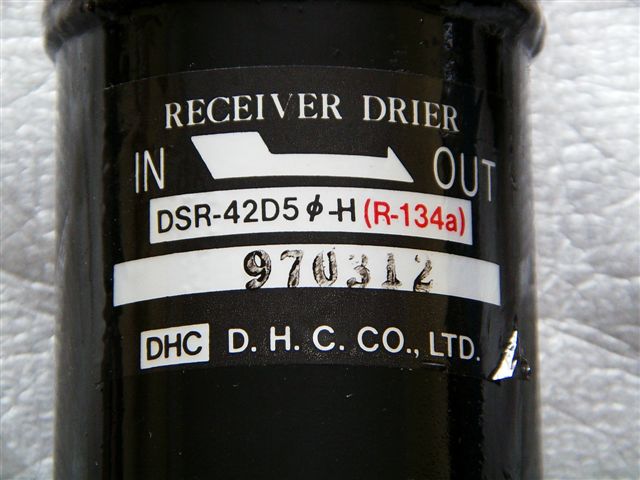 RECEIVER DRIER
IN OUT
DSR-42D5φ-H (R-134a)
970312
DHC D. H. C. CO., LTD.